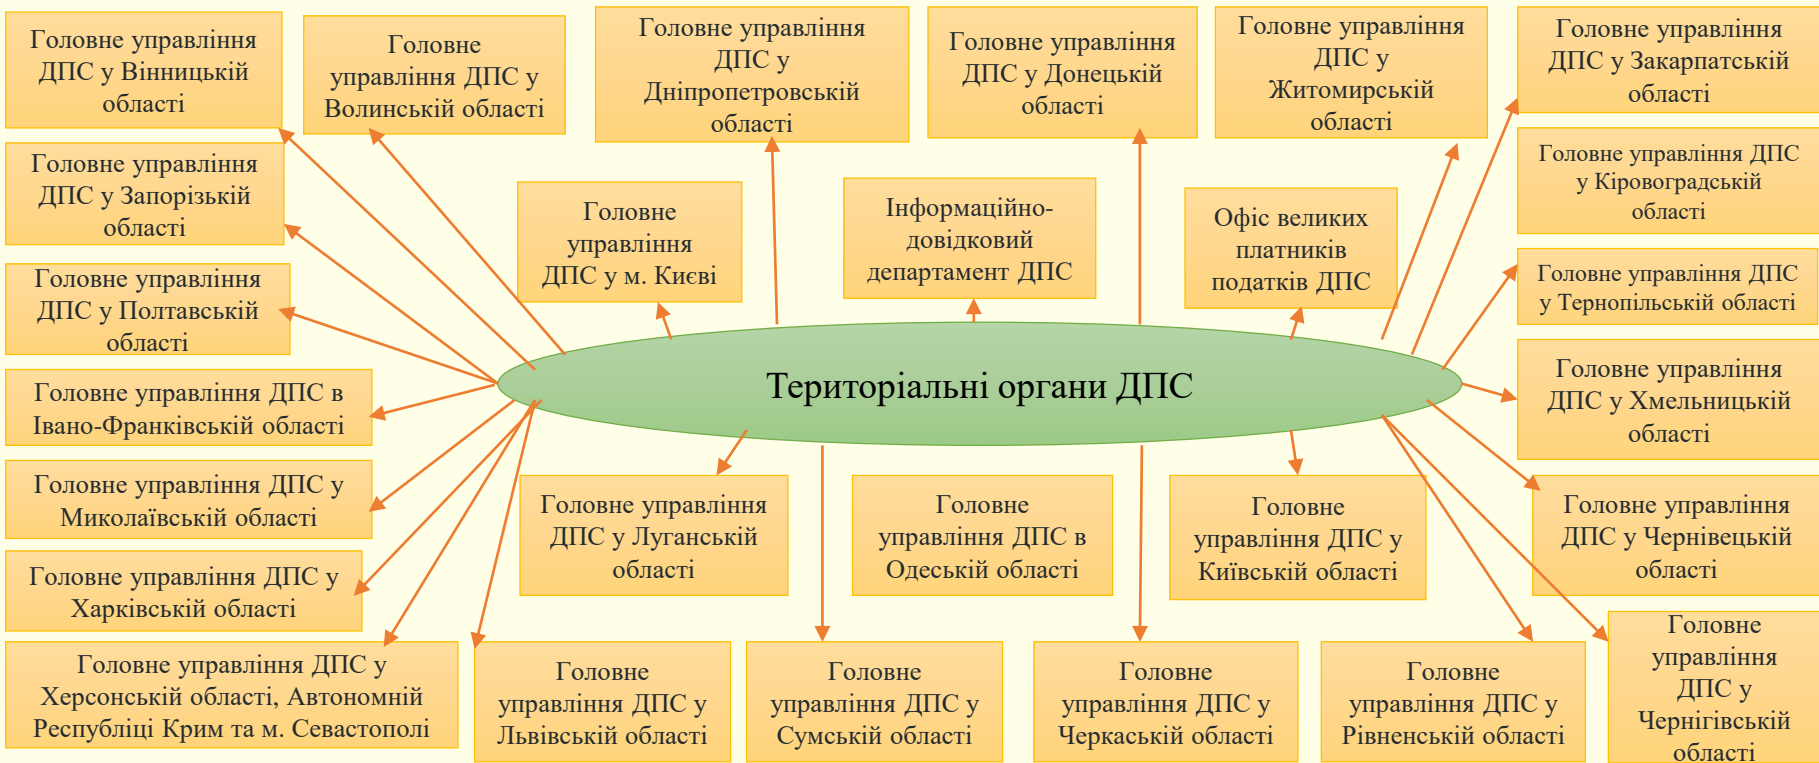 Головне управління
ДПС у Вінницькій
області
Головне
управління ДПС у
Волинській області
Головне управління
ДПС у
Дніпропетровській
області
Головне управління
ДПС у Донецькій
області
Головне управління
ДПС у
Житомирській
області
Головне управління
ДПС у Закарпатській
області
Головне управління
ДПС у Запорізькій
області
Головне
управління
ДПС у м. Києві
Інформаційно-
довідковий
департамент ДПС
Офіс великих
платників
податків ДПС
Головне управління ДПС
у Кіровоградській
області
Головне управління
ДПС у Полтавській
області
Головне управління ДПС
у Тернопільській області
Територіальні органи ДПС
Головне управління ДПС в
Івано-Франківській області
Головне управління
ДПС у Хмельницькій
області
Головне управління ДПС у
Миколаївській області
Головне управління
ДПС у Луганській
області
Головне
управління ДПС в
Одеській області
Головне
управління ДПС у
Київській області
Головне управління
ДПС у Чернівецькій
області
Головне управління ДПС у
Харківській області
Головне управління ДПС у
Херсонській області, Автономній
Республіці Крим та м. Севастополі
Головне
управління ДПС у
Львівській області
Головне
управління ДПС у
Сумській області
Головне
управління ДПС у
Черкаській області
Головне
управління ДПС у
Рівненській області
Головне
управління
ДПС у
Чернігівській
області